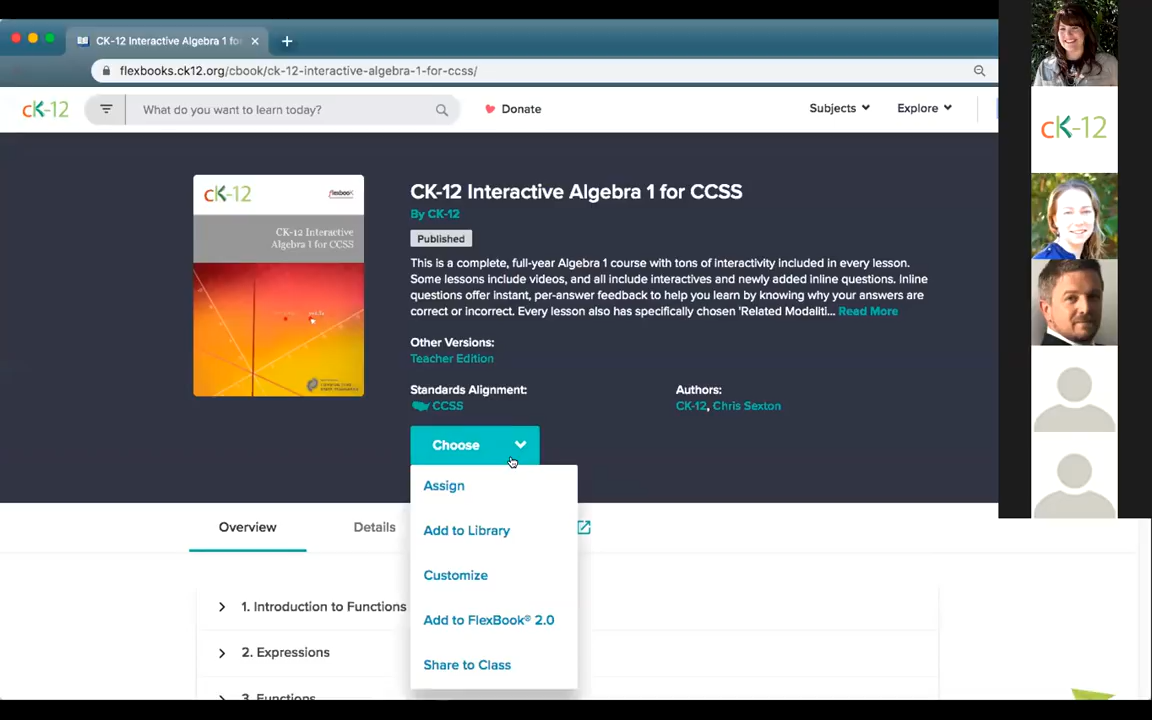 CK-12 Interactive Algebra 1 for
flexbooks.ck12.org/cbook/ck-12-interactive-algebra-1-for-ccss/
cK-12
What do you want to learn today?
Donate
Subjects
Explore
cK-12
cK-12
flexbook
CK-12 Interactive
Algebra 1 for CCSS
CK-12 Interactive Algebra 1 for CCSS
By CK-12
Published
This is a complete, full-year Algebra 1 course with tons of interactivity included in every lesson.
Some lessons include videos, and all include interactives and newly added inline questions. Inline
questions offer instant, per-answer feedback to help you learn by knowing why your answers are
correct or incorrect. Every lesson also has specifically chosen 'Related Modaliti... Read More
Other Versions:
Teacher Edition
Standards Alignment:
CCSS
Authors:
CK-12, Chris Sexton
Choose
Assign
Add to Library
Customize
Add to FlexBook® 2.0
Share to Class
Overview
Details
1. Introduction to Functions
2. Expressions
3. Functions